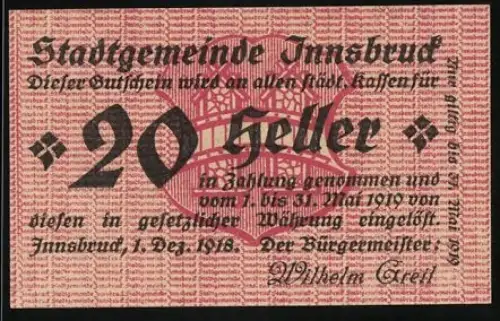 Stadtgemeinde Innsbruck
Dieser Gutschein wird an allen städt. Kassen für
20 Heller
in Zahlung genommen und
vom 1. bis 31. Mai 1919 von
diesen in gesetzlicher Währung eingelöst.
Innsbruck, 1. Dez. 1918. Der Bürgermeister:
Wilhelm Greil
Nur gültig bis 31. Mai 1919